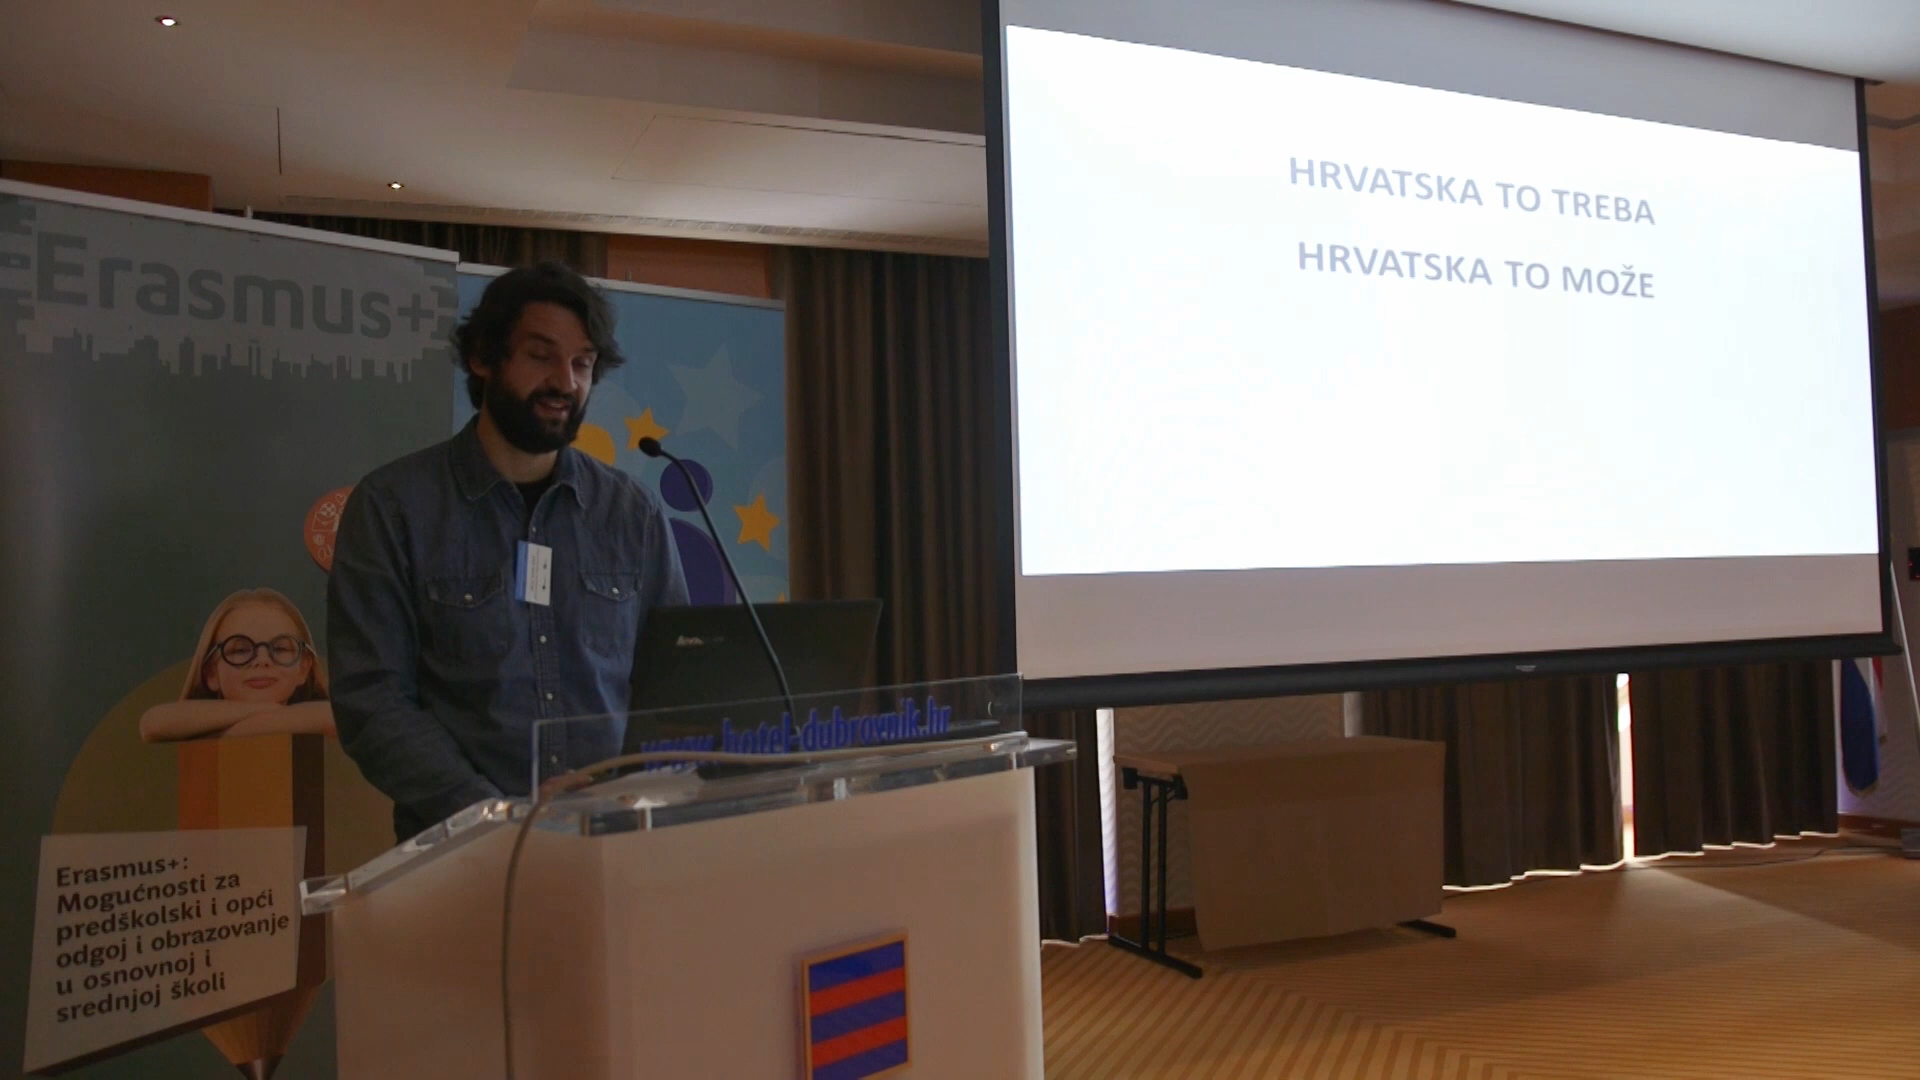 Erasmus+
Erasmus+:
Mogućnosti za
predškolski i opći
odgoj i obrazovanje
u osnovnoj i
srednjoj školi
www.hotel-dubrovnik.hr
HRVATSKA TO TREBA
HRVATSKA TO MOŽE